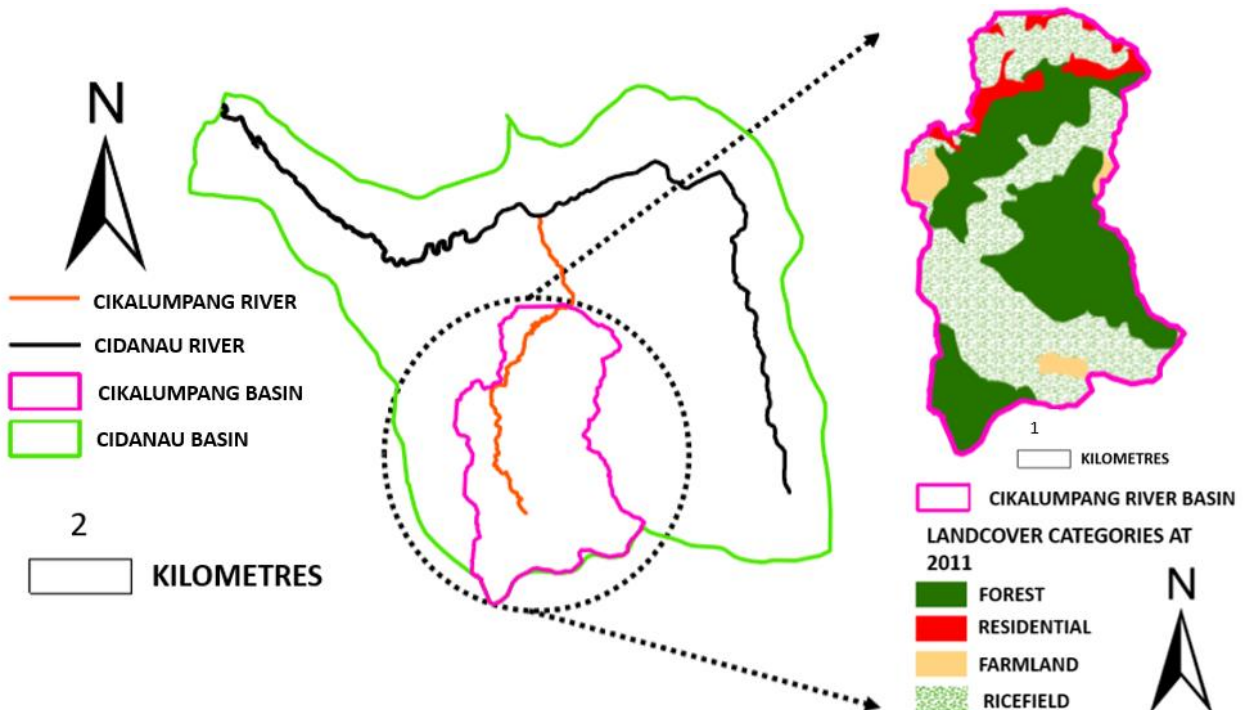 N
CIKALUMPANG RIVER
CIDANAU RIVER
CIKALUMPANG BASIN
CIDANAU BASIN
2
KILOMETRES
1
KILOMETRES
CIKALUMPANG RIVER BASIN
LANDCOVER CATEGORIES AT
2011
FOREST
RESIDENTIAL
FARMLAND
RICEFIELD
N